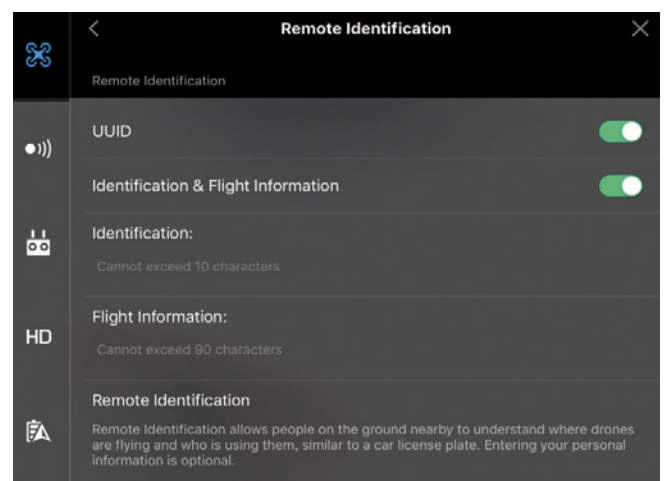 Remote Identification
Remote Identification
UUID
Identification & Flight Information
Identification:
Cannot exceed 10 characters
Flight Information:
HD
Cannot exceed 90 characters
Remote Identification
Remote Identification allows people on the ground nearby to understand where drones
are flying and who is using them, similar to a car license plate. Entering your personal
information is optional.